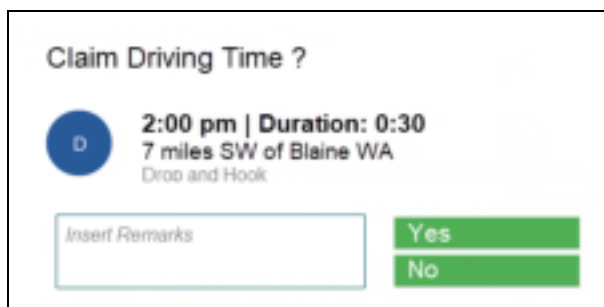 Claim Driving Time ?
D
2:00 pm | Duration: 0:30
7 miles SW of Blaine WA
Drop and Hook
Insert Remarks
Yes
No